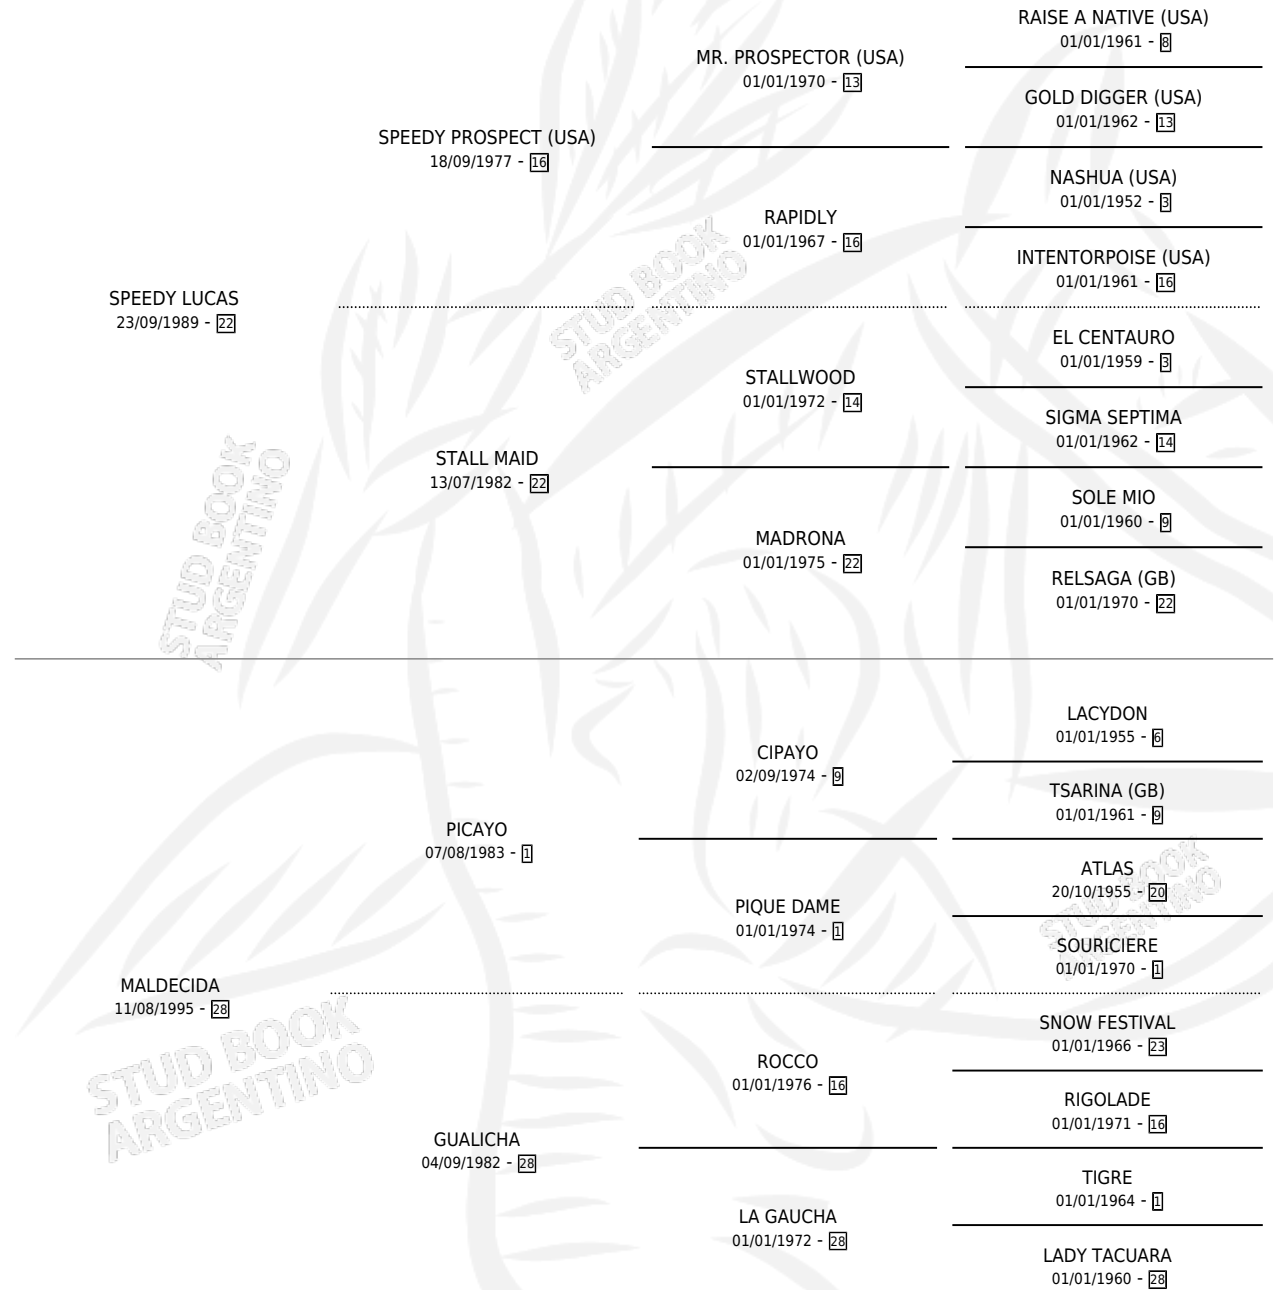 RAISE A NATIVE (USA)
01/01/1961 - 8
MR. PROSPECTOR (USA)
01/01/1970 - 13
GOLD DIGGER (USA)
01/01/1962 - 13
SPEEDY PROSPECT (USA)
18/09/1977 - 16
NASHUA (USA)
01/01/1952 - 3
RAPIDLY
01/01/1967 - 16
INTENTORPOISE (USA)
01/01/1961 - 16
SPEEDY LUCAS
23/09/1989 - 22
STUD BOOK
ARGENTINO
EL CENTAURO
01/01/1959 - 3
STALLWOOD
01/01/1972 - 14
SIGMA SEPTIMA
01/01/1962 - 14
STALL MAID
13/07/1982 - 22
SOLE MIO
01/01/1960 - 9
MADRONA
01/01/1975 - 22
RELSAGA (GB)
01/01/1970 - 22
STUD BOOK
ARGENTINO
LACYDON
01/01/1955 - 6
CIPAYO
02/09/1974 - 9
TSARINA (GB)
01/01/1961 - 9
PICAYO
07/08/1983 - 1
ATLAS
20/10/1955 - 20
PIQUE DAME
01/01/1974 - 1
STUD BOOK
ARGENTINO
SOURICIERE
01/01/1970 - 1
MALDECIDA
11/08/1995 - 28
SNOW FESTIVAL
01/01/1966 - 23
STUD BOOK
ARGENTINO
ROCCO
01/01/1976 - 16
RIGOLADE
01/01/1971 - 16
GUALICHA
04/09/1982 - 28
TIGRE
01/01/1964 - 1
LA GAUCHA
01/01/1972 - 28
LADY TACUARA
01/01/1960 - 28